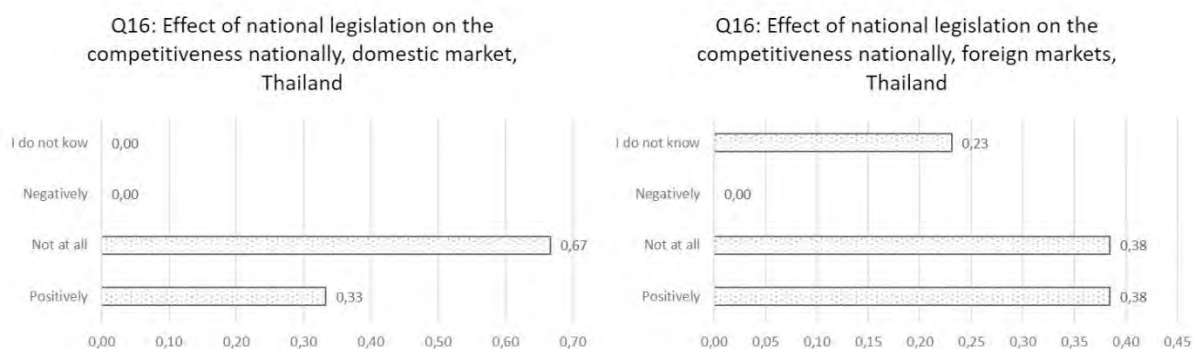 Q16: Effect of national legislation on the
competitiveness nationally, domestic market,
Thailand
I do not kow
0,00
Negatively
0,00
Not at all
0,67
Positively
0,33
0,00 0,10 0,20 0,30 0,40 0,50 0,60 0,70
Q16: Effect of national legislation on the
competitiveness nationally, foreign markets,
Thailand
I do not know
0,23
Negatively
0,00
Not at all
0,38
Positively
0,38
0,00 0,05 0,10 0,15 0,20 0,25 0,30 0,35 0,40 0,45